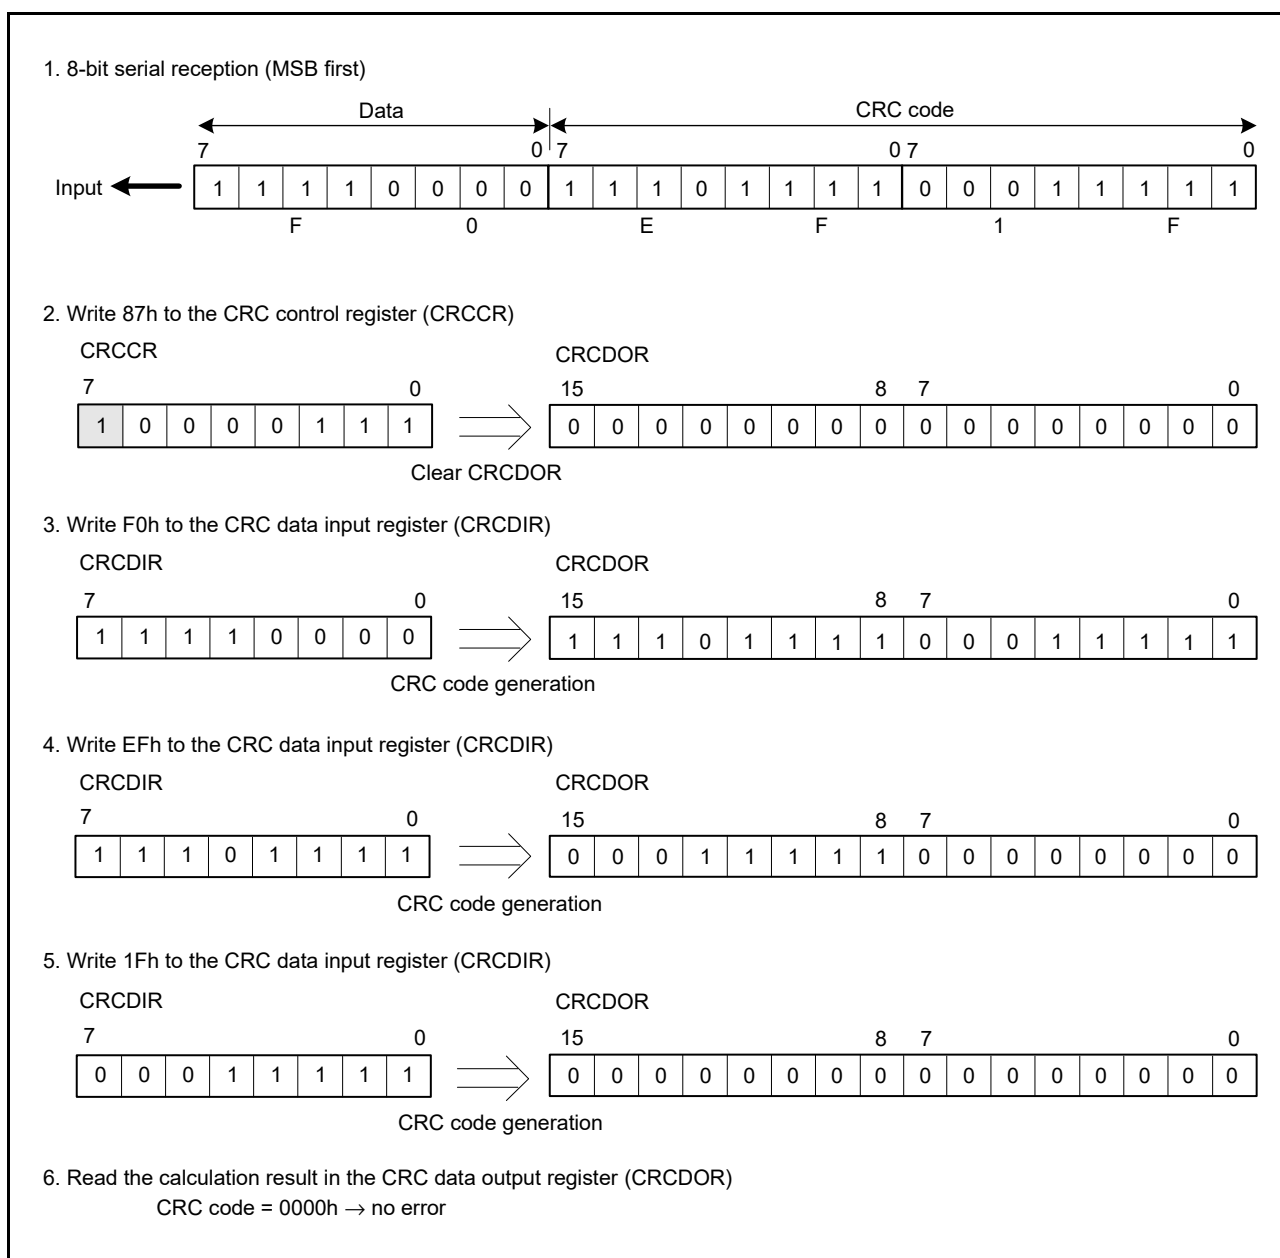 1. 8-bit serial reception (MSB first)
Data CRC code
7 0 7 0 7 0
Input 1 1 1 1 0 0 0 0 1 1 1 0 1 1 1 1 0 0 0 1 1 1 1 1
F 0 E F 1 F
2. Write 87h to the CRC control register (CRCCR)
CRCCR CRCDOR
7 0 15 8 7 0
1 0 0 0 0 1 1 1 0 0 0 0 0 0 0 0 0 0 0 0 0 0 0 0
Clear CRCDOR
3. Write F0h to the CRC data input register (CRCDIR)
CRCDIR CRCDOR
7 0 15 8 7 0
1 1 1 1 0 0 0 0 1 1 1 0 1 1 1 1 0 0 0 1 1 1 1 1
CRC code generation
4. Write EFh to the CRC data input register (CRCDIR)
CRCDIR CRCDOR
7 0 15 8 7 0
1 1 1 0 1 1 1 1 0 0 0 1 1 1 1 1 0 0 0 0 0 0 0 0
CRC code generation
5. Write 1Fh to the CRC data input register (CRCDIR)
CRCDIR CRCDOR
7 0 15 8 7 0
0 0 0 1 1 1 1 1 0 0 0 0 0 0 0 0 0 0 0 0 0 0 0 0
CRC code generation
6. Read the calculation result in the CRC data output register (CRCDOR)
CRC code = 0000h → no error